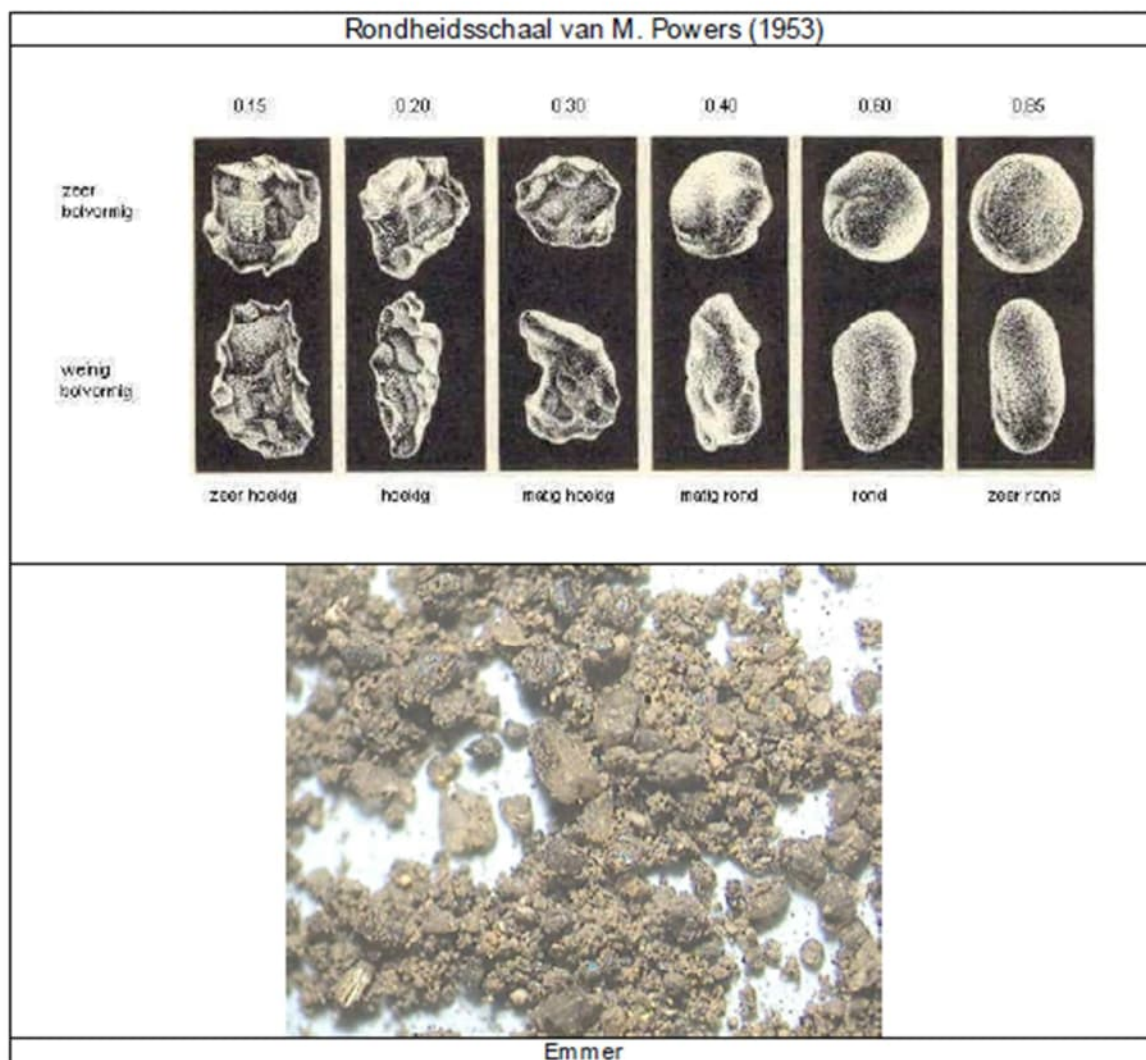 Rondheidsschaal van M. Powers (1953)
0.15 0.20 0.30 0.40 0.60 0.85
zeer
bolvormig
weinig
bolvormig
zeer hoekig hoekig matig hoekig matig rond rond zeer rond
Emmer